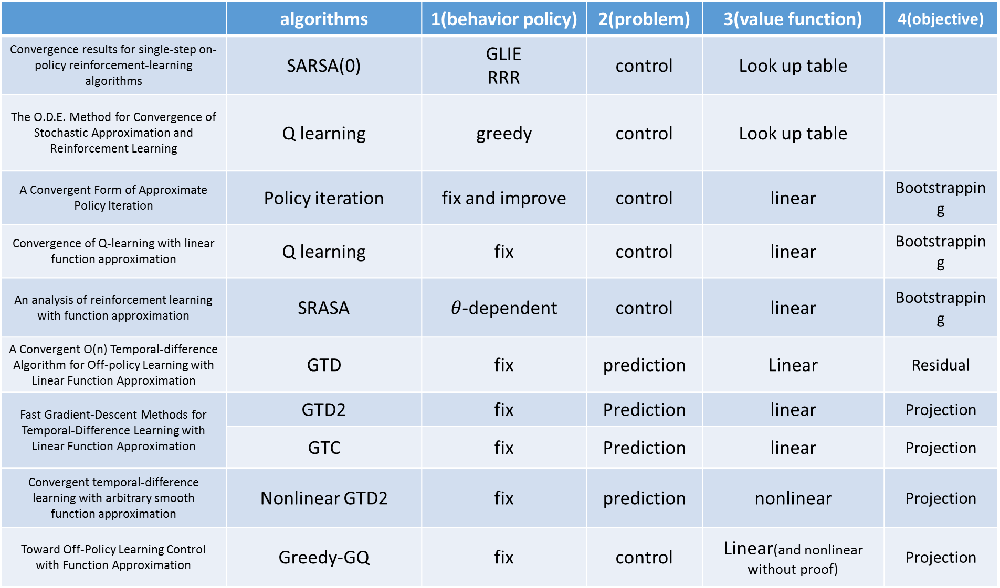 algorithms
1(behavior policy)
2(problem)
3(value function)
4(objective)
Convergence results for single-step on-
policy reinforcement-learning
algorithms
SARSA(0)
GLIE
RRR
control
Look up table
The O.D.E. Method for Convergence of
Stochastic Approximation and
Reinforcement Learning
Q learning
greedy
control
Look up table
A Convergent Form of Approximate
Policy Iteration
Policy iteration
fix and improve
control
linear
Bootstrappin
g
Convergence of Q-learning with linear
function approximation
Q learning
fix
control
linear
Bootstrappin
g
An analysis of reinforcement learning
with function approximation
SRASA
θ-dependent
control
linear
Bootstrappin
g
A Convergent O(n) Temporal-difference
Algorithm for Off-policy Learning with
Linear Function Approximation
GTD
fix
prediction
Linear
Residual
Fast Gradient-Descent Methods for
Temporal-Difference Learning with
Linear Function Approximation
GTD2
fix
Prediction
linear
Projection
GTC
fix
Prediction
linear
Projection
Convergent temporal-difference
learning with arbitrary smooth
function approximation
Nonlinear GTD2
fix
prediction
nonlinear
Projection
Toward Off-Policy Learning Control
with Function Approximation
Greedy-GQ
fix
control
Linear(and nonlinear
without proof)
Projection